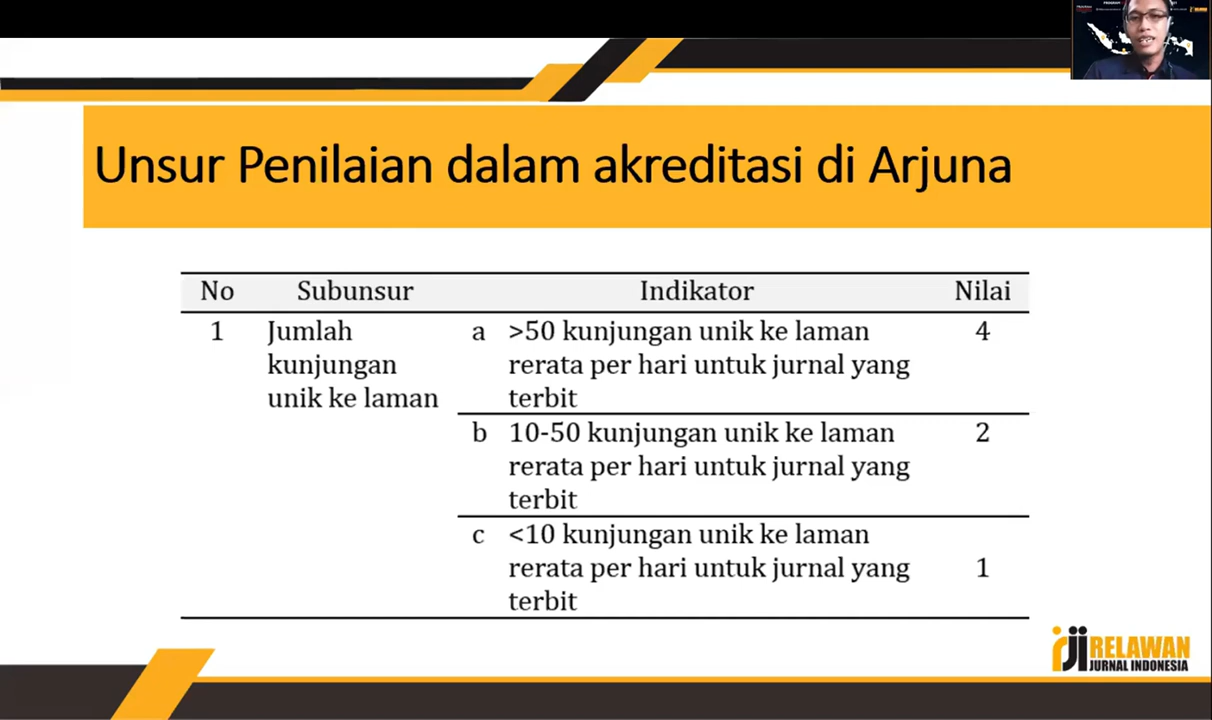 Unsur Penilaian dalam akreditasi di Arjuna
No Subunsur Indikator Nilai
1 Jumlah kunjungan unik ke laman
a >50 kunjungan unik ke laman 4
rerata per hari untuk jurnal yang
terbit
b 10-50 kunjungan unik ke laman 2
rerata per hari untuk jurnal yang
terbit
c <10 kunjungan unik ke laman
rerata per hari untuk jurnal yang 1
terbit
RELAWAN
JURNAL INDONESIA